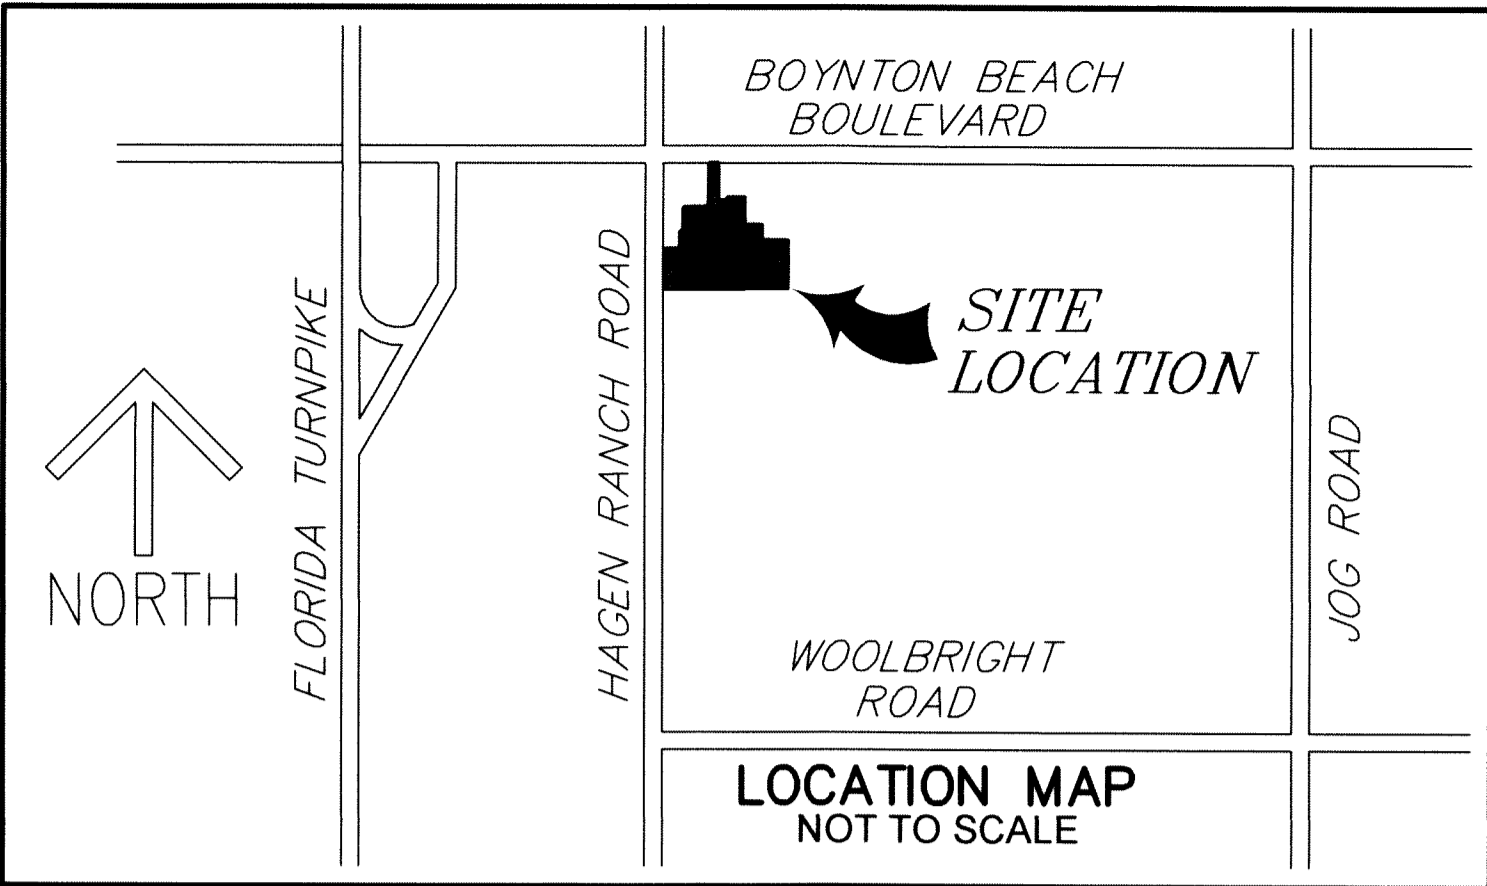 BOYNTON BEACH
BOULEVARD
SITE
LOCATION
FLORIDA TURNPIKE
HAGEN RANCH ROAD
JOG ROAD
NORTH
WOOLBRIGHT
ROAD
LOCATION MAP
NOT TO SCALE